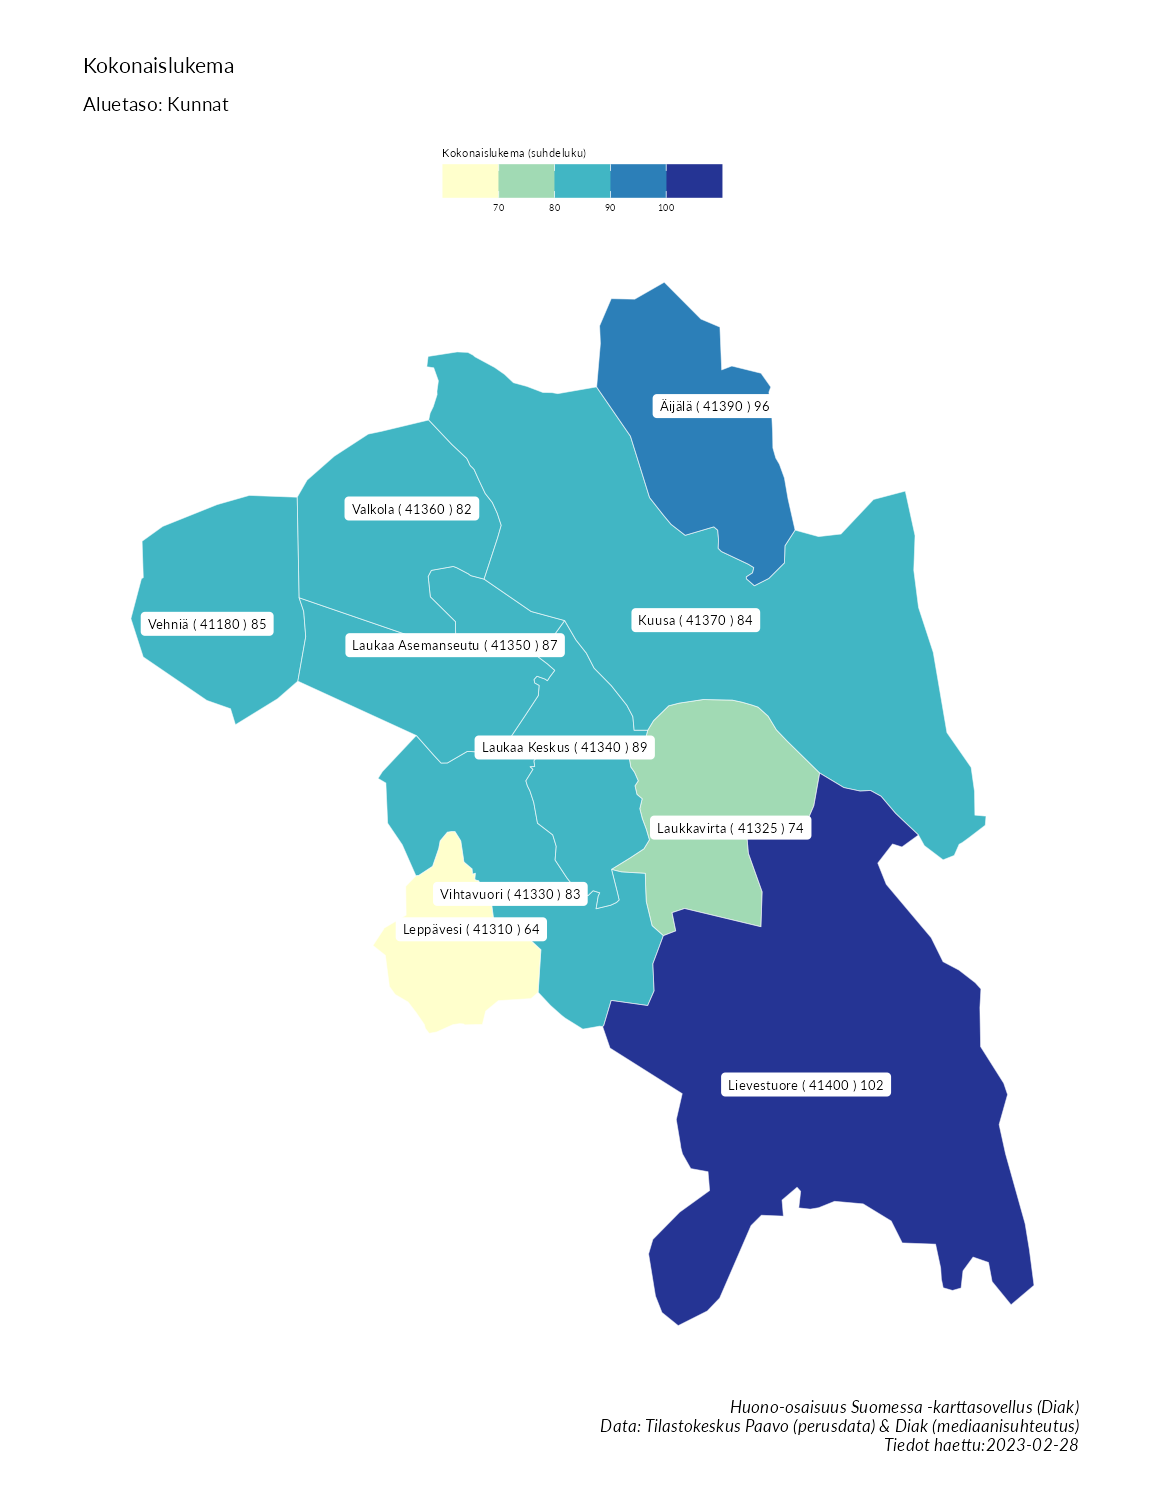 Kokonaislukema
Aluetaso: Kunnat
Kokonaislukema (suhdeluku)
70 80 90 100
Äijälä ( 41390 ) 96
Valkola ( 41360 ) 82
Kuusa ( 41370 ) 84
Vehniä ( 41180 ) 85
Laukaa Asemanseutu ( 41350 ) 87
Laukaa Keskus ( 41340 ) 89
Laukkavirta ( 41325 ) 74
Vihtavuori ( 41330 ) 83
Leppävesi ( 41310 ) 64
Lievestuore ( 41400 ) 102
Huono-osaisuus Suomessa -karttasovellus (Diak)
Data: Tilastokeskus Paavo (perusdata) & Diak (mediaanisuhteutus)
Tiedot haettu:2023-02-28